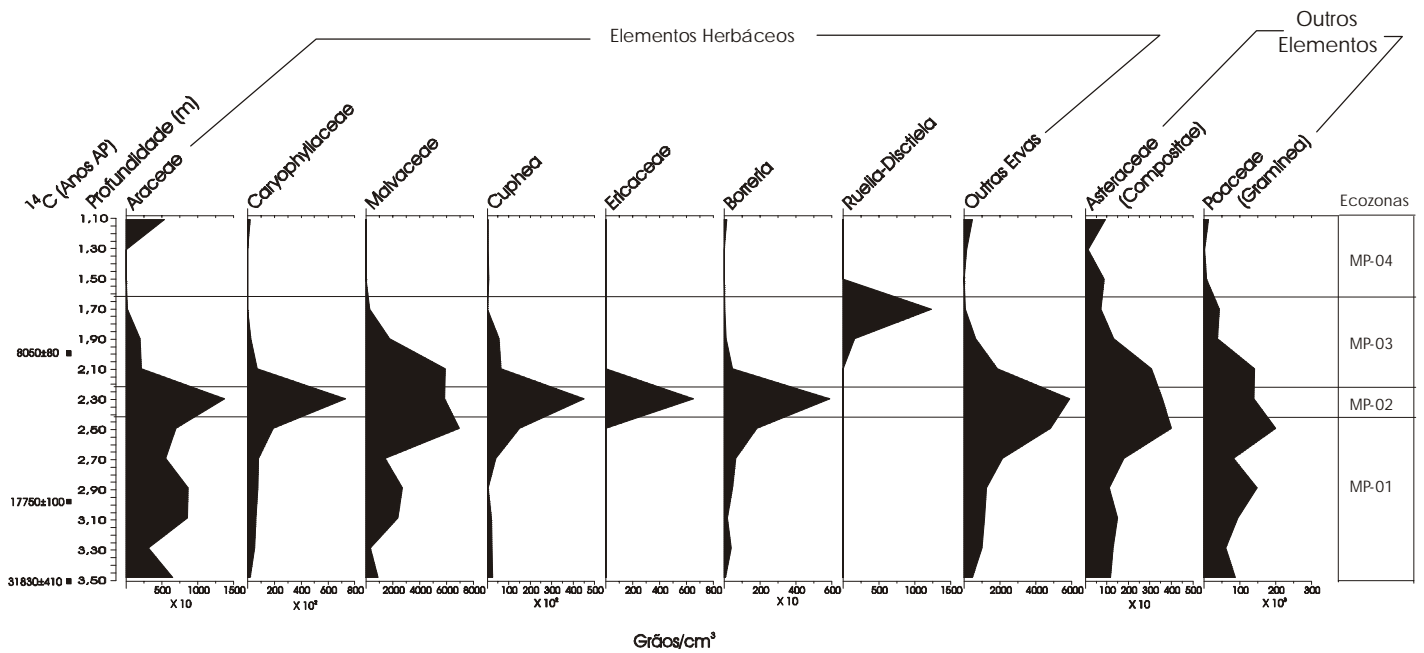 Outros
Elementos
Elementos Herbáceos
¹⁴C (Anos AP)
Profundidade (m)
Araceae
Caryophyllaceae
Malvaceae
Cuphea
Ericaceae
Borreria
Ruellia-Discliela
Outras Ervas
Asteraceae
(Compositae)
Poaceae
(Graminea)
Ecozonas
1,10
1,30
1,50
1,70
1,90
2,10
2,30
2,50
2,70
2,90
3,10
3,30
3,50
8050±80
17750±100
31830±410
MP-04
MP-03
MP-02
MP-01
500 1000 1500
X 10
200 400 600 800
X 10²
2000 4000 6000 8000
100 200 300 400 500
X 10²
200 400 600 800
200 400 600
X 10
500 1000
2000 4000 6000
100 200 300 400 500
X 10
100 200 300
X 10³
Grãos/cm³